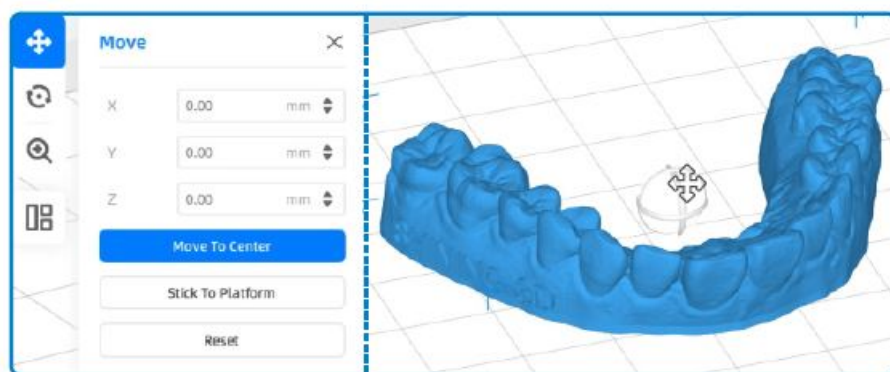 Move
X 0.00 mm
Y 0.00 mm
Z 0.00 mm
Move To Center
Stick To Platform
Reset